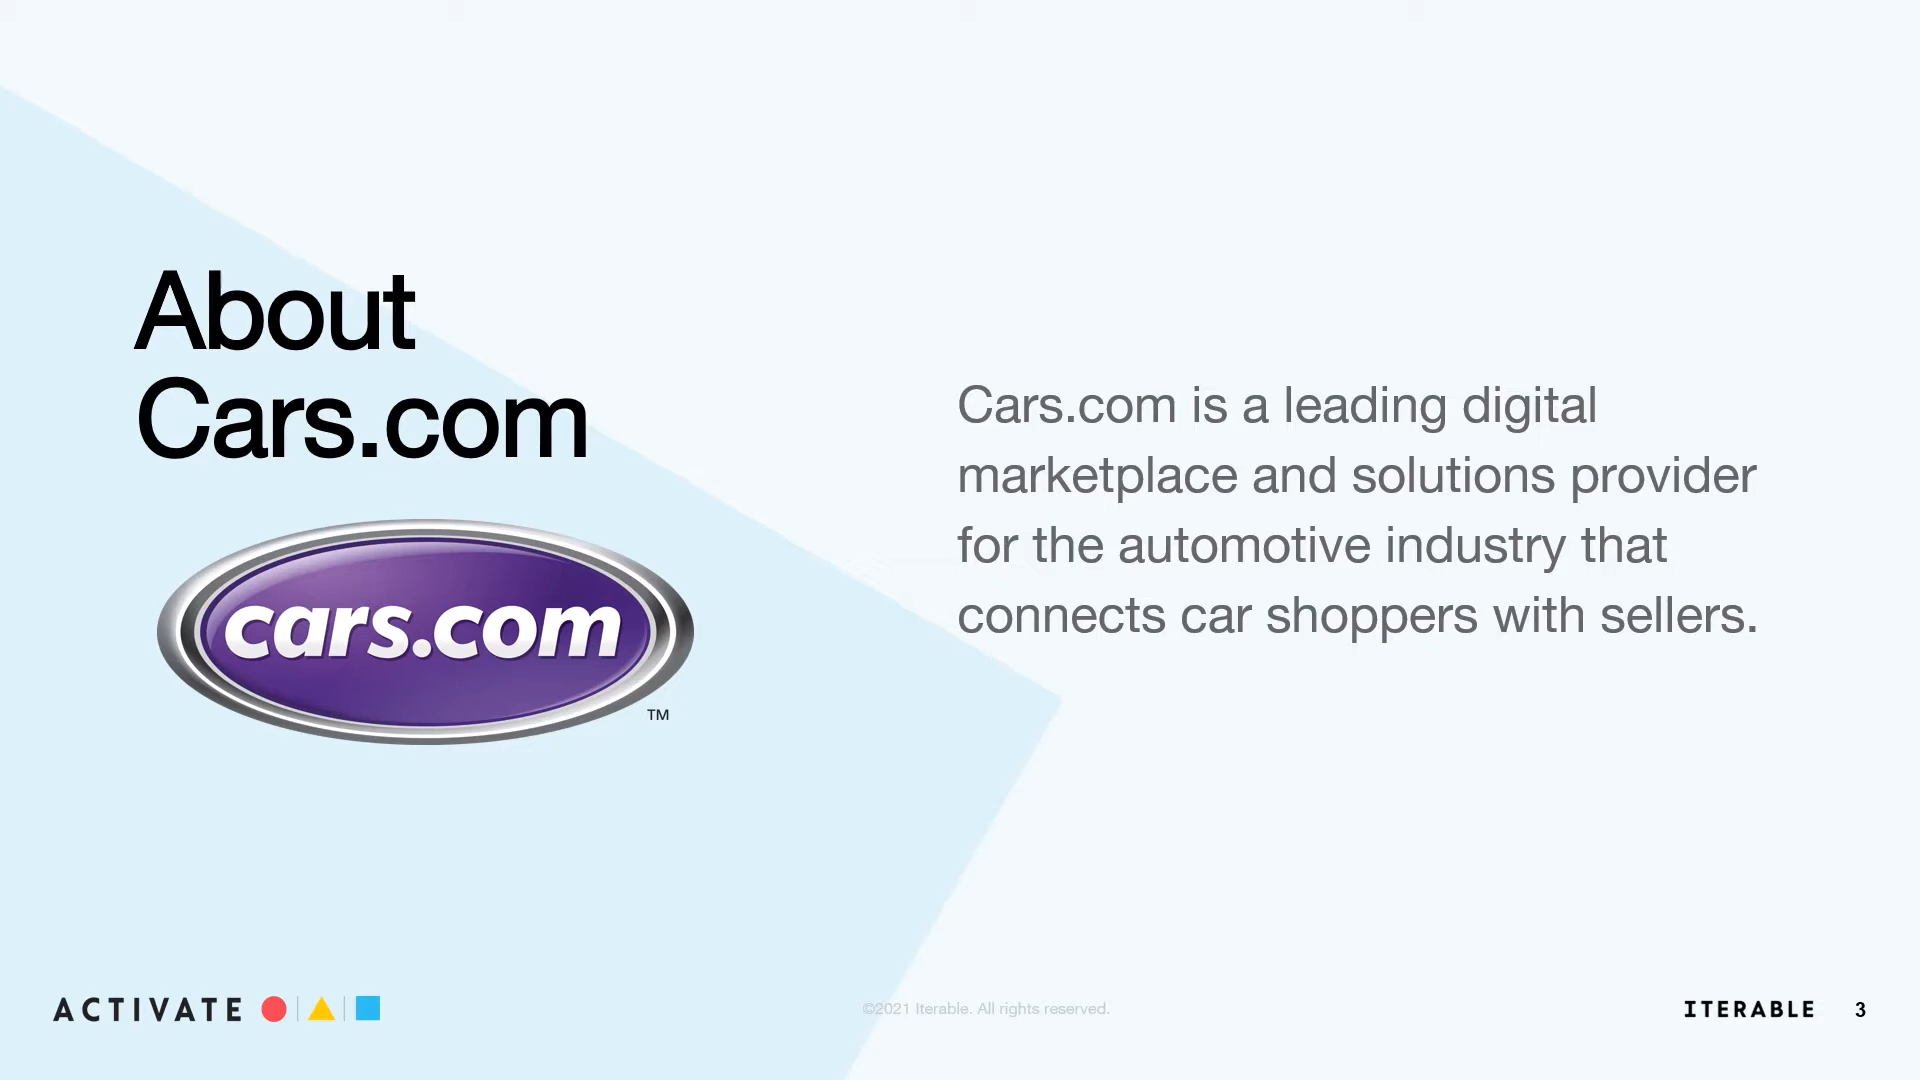 About
Cars.com
cars.com
TM
Cars.com is a leading digital
marketplace and solutions provider
for the automotive industry that
connects car shoppers with sellers.
ACTIVATE
©2021 Iterable. All rights reserved.
ITERABLE 3